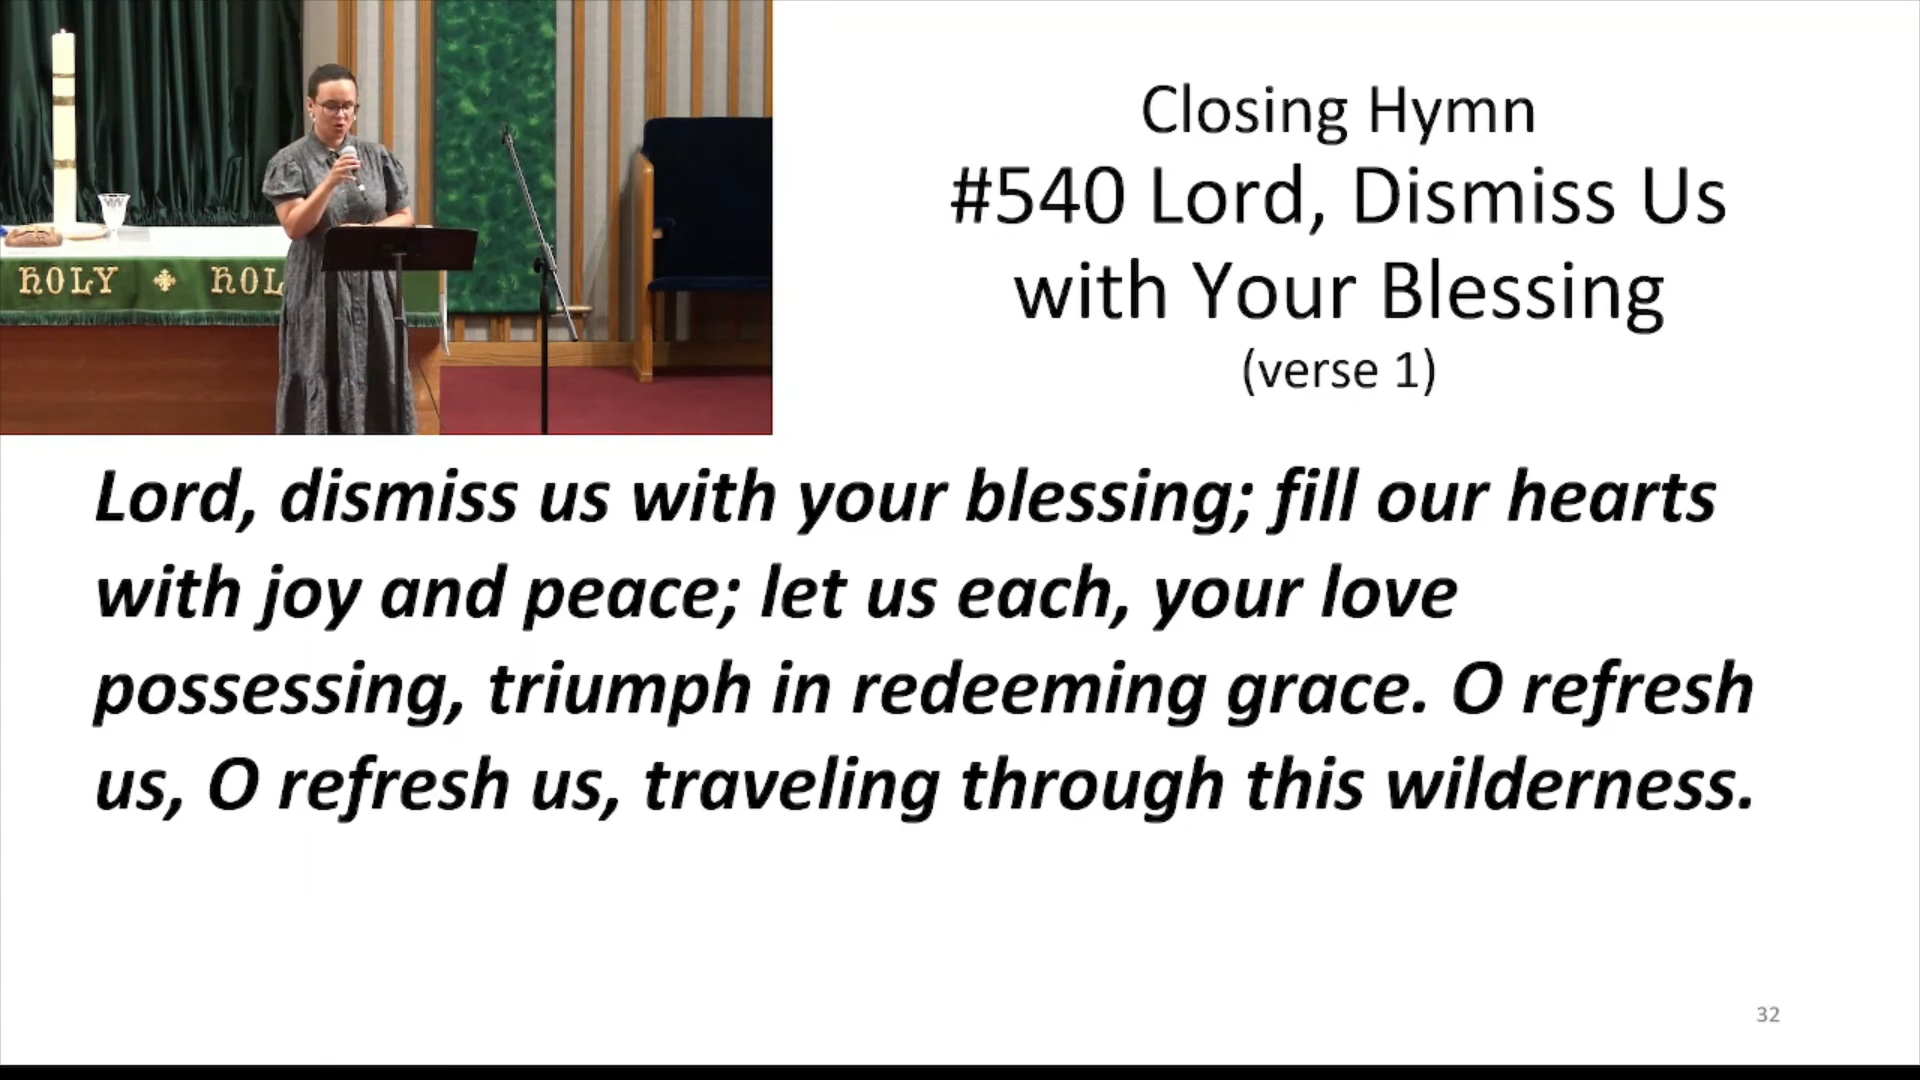 HOLY HOL
Closing Hymn
#540 Lord, Dismiss Us
with Your Blessing
(verse 1)
Lord, dismiss us with your blessing; fill our hearts
with joy and peace; let us each, your love
possessing, triumph in redeeming grace. O refresh
us, O refresh us, traveling through this wilderness.
32